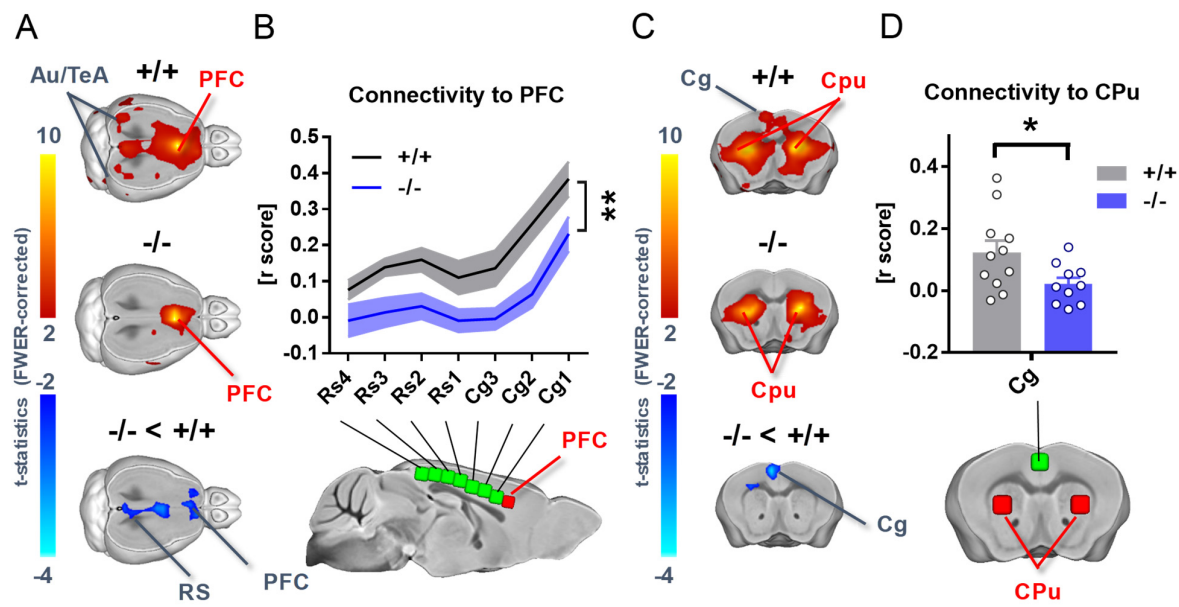 A
Au/TeA
+/+
PFC
10
2
-/-
PFC
-2
-4
t-statistics (FWER-corrected)
-/- < +/+
RS
PFC
B
Connectivity to PFC
+/+
-/-
**
[r score]
0.5
0.4
0.3
0.2
0.1
0.0
-0.1
Rs4
Rs3
Rs2
Rs1
Cg3
Cg2
Cg1
PFC
C
Cg
+/+
Cpu
10
2
-/-
Cpu
-2
-4
t-statistics (FWER-corrected)
-/- < +/+
Cg
D
Connectivity to CPu
*
+/+
-/-
[r score]
0.4
0.2
0.0
-0.2
Cg
CPu